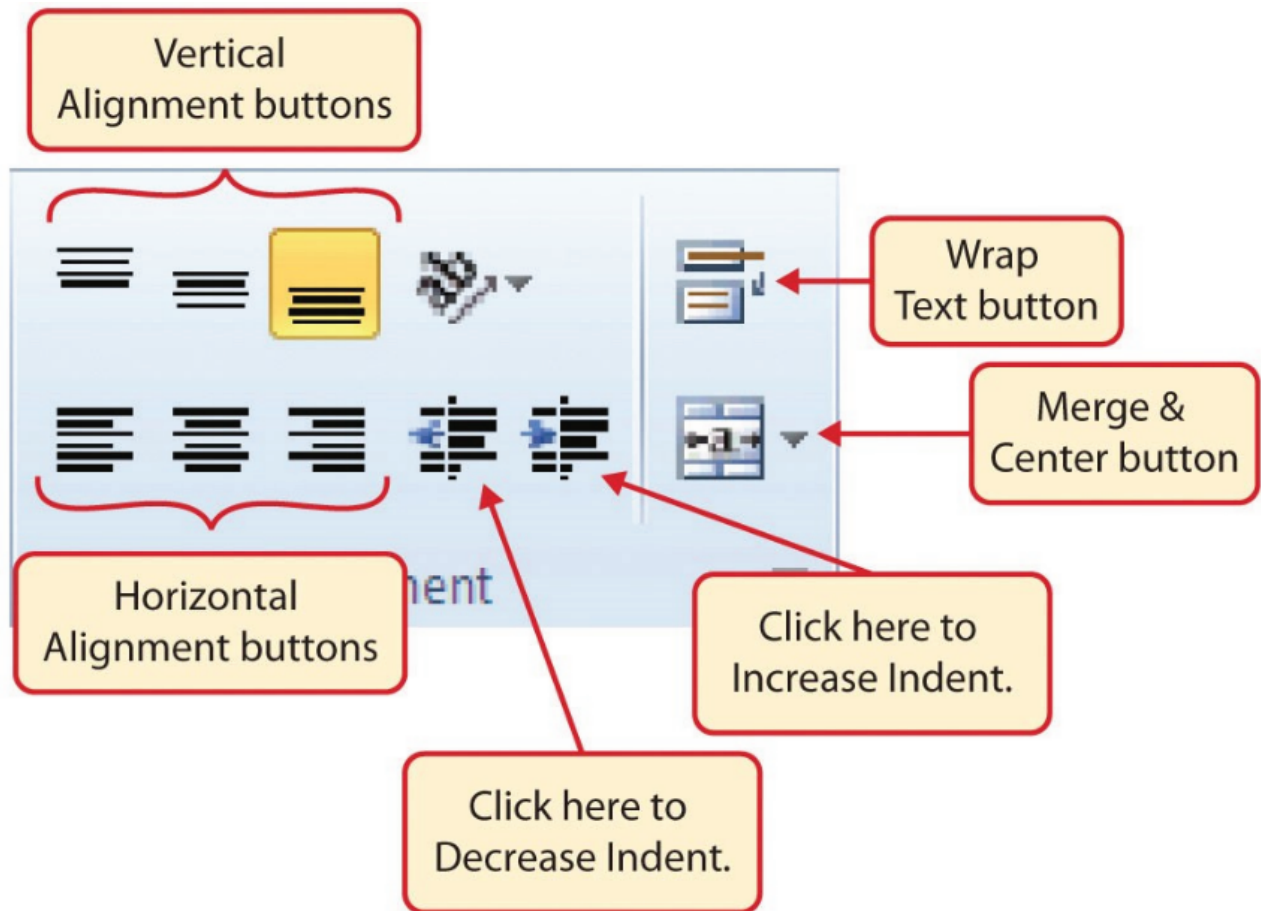 Vertical
Alignment buttons
Wrap
Text button
Merge &
Center button
a
Horizontal
Alignment buttons
Click here to
Increase Indent.
Click here to
Decrease Indent.